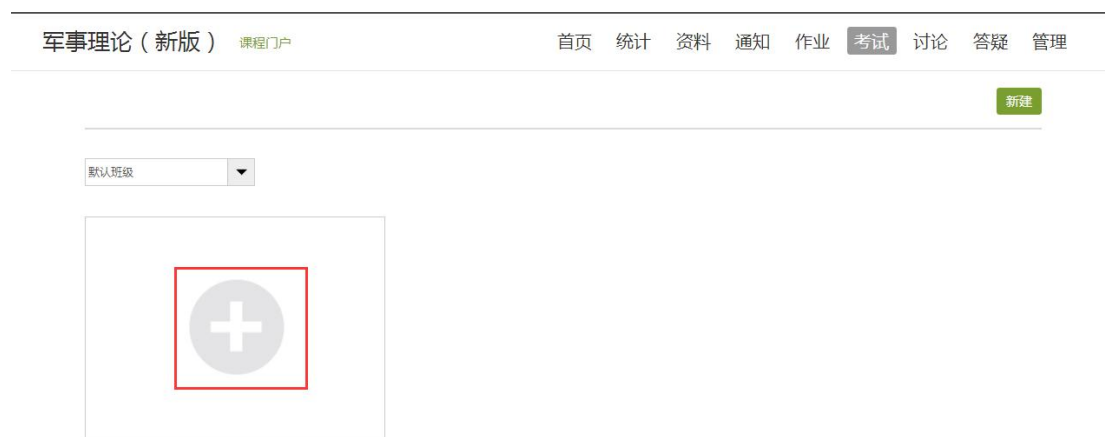 军事理论（新版） 课程门户 首页 统计 资料 通知 作业 考试 讨论 答疑 管理
新建
默认班级